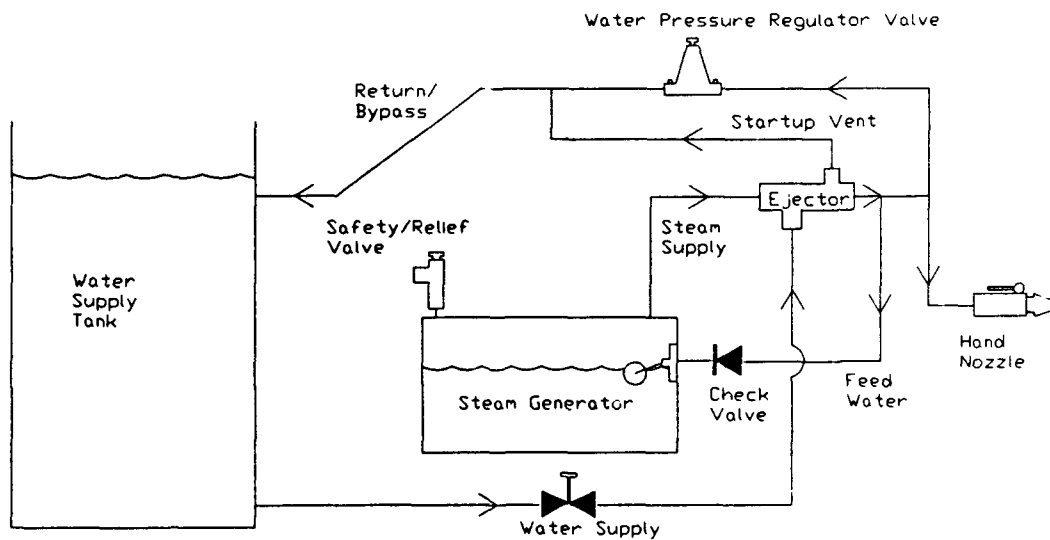 Water Pressure Regulator Valve
Return/
Bypass
Startup Vent
Ejector
Safety/Relief
Valve
Steam
Supply
Water
Supply
Tank
Hand
Nozzle
Steam Generator
Check
Valve
Feed
Water
Water Supply